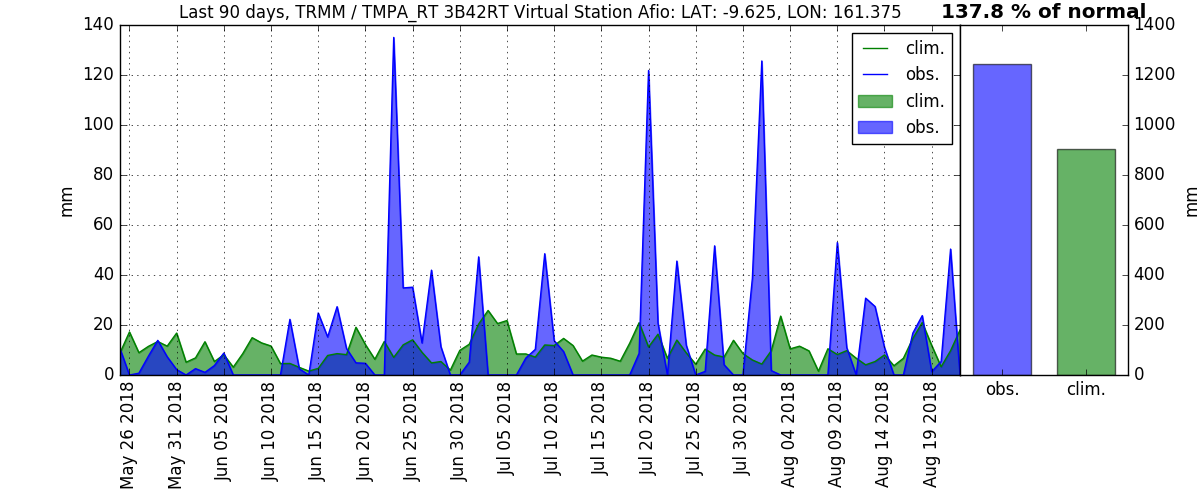 Last 90 days, TRMM / TMPA_RT 3B42RT Virtual Station Afio: LAT: -9.625, LON: 161.375
137.8 % of normal
140
120
100
80
60
40
20
0
mm
clim.
obs.
clim.
obs.
1400
1200
1000
800
600
400
200
0
mm
May 26 2018
May 31 2018
Jun 05 2018
Jun 10 2018
Jun 15 2018
Jun 20 2018
Jun 25 2018
Jun 30 2018
Jul 05 2018
Jul 10 2018
Jul 15 2018
Jul 20 2018
Jul 25 2018
Jul 30 2018
Aug 04 2018
Aug 09 2018
Aug 14 2018
Aug 19 2018
obs.
clim.